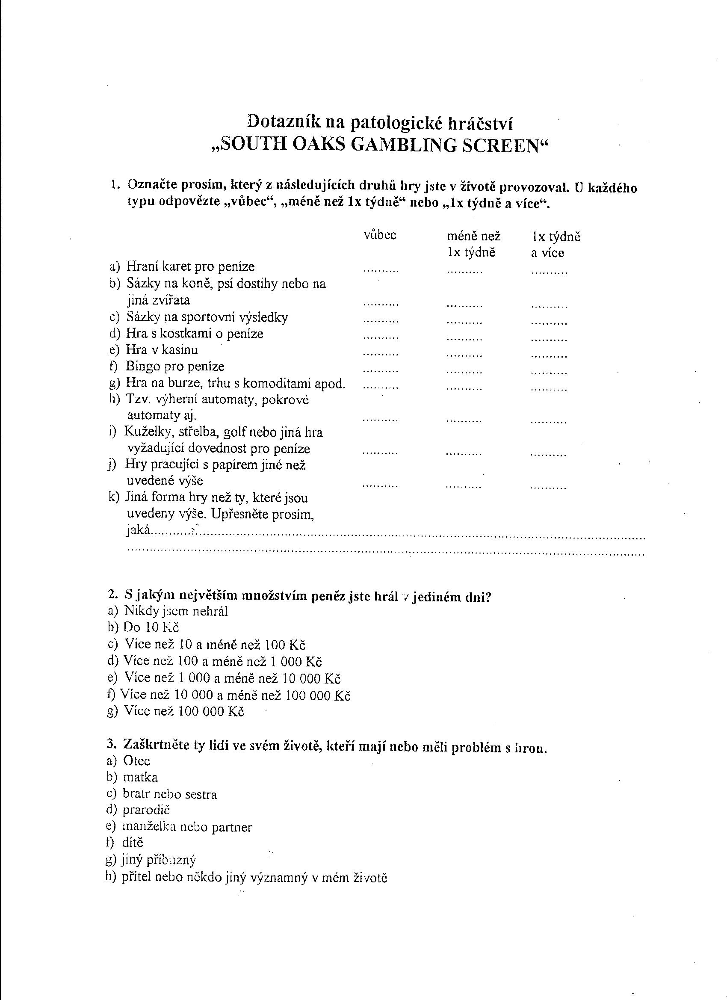 Dotazník na patologické hráčství
„SOUTH OAKS GAMBLING SCREEN“
1. Označte prosím, který z následujících druhů hry jste v životě provozoval. U každého
typu odpovězte „vůbec“, „méně než 1x týdně“ nebo „1x týdně a více“.
vůbec méně než 1x týdně
1x týdně a více
a) Hraní karet pro peníze .......... .......... ..........
b) Sázky na koně, psí dostihy nebo na
jiná zvířata .......... .......... ..........
c) Sázky na sportovní výsledky .......... .......... ..........
d) Hra s kostkami o peníze .......... .......... ..........
e) Hra v kasinu .......... .......... ..........
f) Bingo pro peníze .......... .......... ..........
g) Hra na burze, trhu s komoditami apod. .......... .......... ..........
h) Tzv. výherní automaty, pokrové
automaty aj. .......... .......... ..........
i) Kuželky, střelba, golf nebo jiná hra
vyžadující dovednost pro peníze .......... .......... ..........
j) Hry pracující s papírem jiné než
uvedené výše .......... .......... ..........
k) Jiná forma hry než ty, které jsou
uvedeny výše. Upřesněte prosím,
jaká..........
2. S jakým největším množstvím peněz jste hrál v jediném dni?
a) Nikdy jsem nehrál
b) Do 10 Kč
c) Více než 10 a méně než 100 Kč
d) Více než 100 a méně než 1 000 Kč
e) Více než 1 000 a méně než 10 000 Kč
f) Více než 10 000 a méně než 100 000 Kč
g) Více než 100 000 Kč
3. Zaškrtněte ty lidi ve svém životě, kteří mají nebo měli problém s hrou.
a) Otec
b) matka
c) bratr nebo sestra
d) prarodič
e) manželka nebo partner
f) dítě
g) jiný příbuzný
h) přítel nebo někdo jiný významný v mém životě